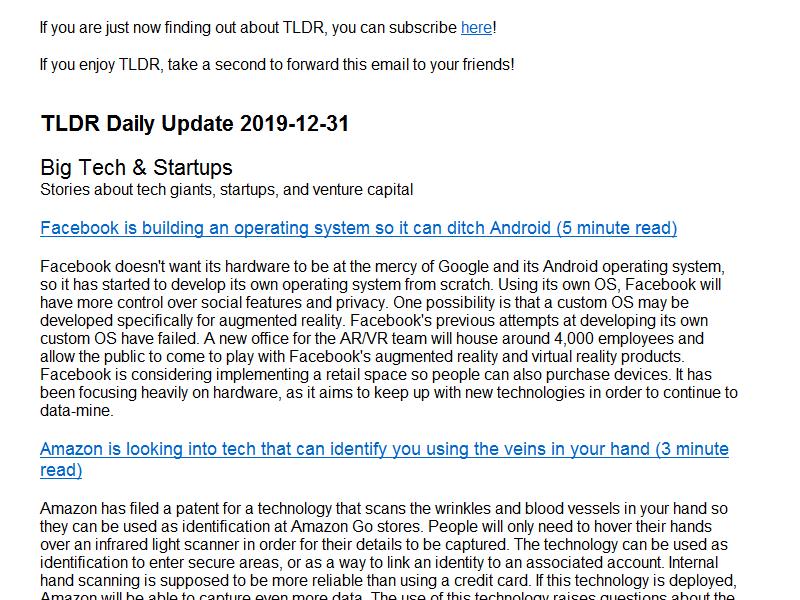 If you are just now finding out about TLDR, you can subscribe here!
If you enjoy TLDR, take a second to forward this email to your friends!
TLDR Daily Update 2019-12-31
Big Tech & Startups
Stories about tech giants, startups, and venture capital
Facebook is building an operating system so it can ditch Android (5 minute read)
Facebook doesn't want its hardware to be at the mercy of Google and its Android operating system,
so it has started to develop its own operating system from scratch. Using its own OS, Facebook will
have more control over social features and privacy. One possibility is that a custom OS may be
developed specifically for augmented reality. Facebook's previous attempts at developing its own
custom OS have failed. A new office for the AR/VR team will house around 4,000 employees and
allow the public to come to play with Facebook's augmented reality and virtual reality products.
Facebook is considering implementing a retail space so people can also purchase devices. It has
been focusing heavily on hardware, as it aims to keep up with new technologies in order to continue to
data-mine.
Amazon is looking into tech that can identify you using the veins in your hand (3 minute
read)
Amazon has filed a patent for a technology that scans the wrinkles and blood vessels in your hand so
they can be used as identification at Amazon Go stores. People will only need to hover their hands
over an infrared light scanner in order for their details to be captured. The technology can be used as
identification to enter secure areas, or as a way to link an identity to an associated account. Internal
hand scanning is supposed to be more reliable than using a credit card. If this technology is deployed,
Amazon will be able to capture even more data. The use of this technology raises questions about the